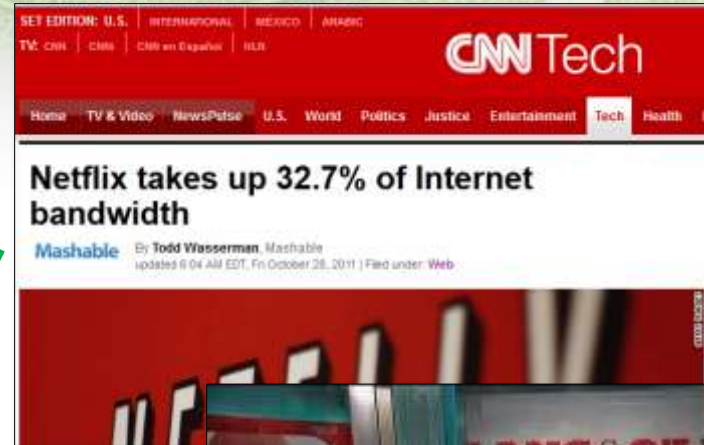 SET EDITION: U.S. INTERNATIONAL MÉXICO ARABIC
TV: CNN CNNi CNN en Español HLN
CNN Tech
Home TV & Video NewsPulse U.S. World Politics Justice Entertainment Tech Health
Netflix takes up 32.7% of Internet
bandwidth
Mashable By Todd Wasserman, Mashable
updated 6:04 AM EDT, Fri October 28, 2011 | Filed under: Web